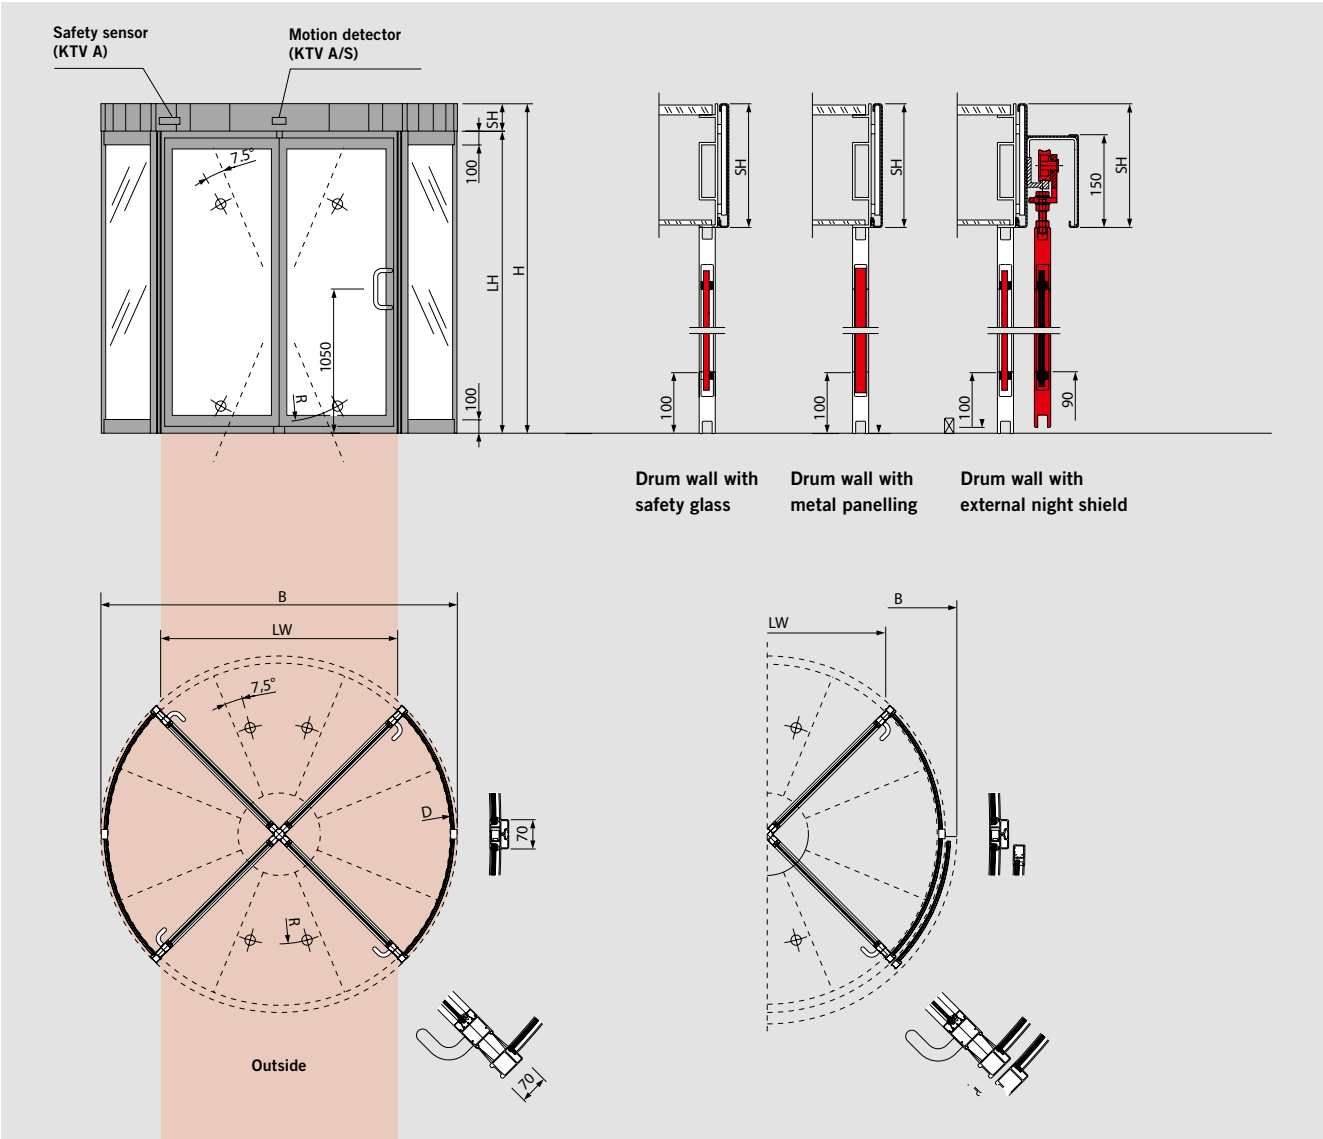 Safety sensor
(KTV A)
Motion detector
(KTV A/S)
SH
100
7.5°
LH
H
1050
R
100
SH
100
SH
100
SH
150
100
90
Drum wall with
safety glass
Drum wall with
metal panelling
Drum wall with
external night shield
B
LW
7,5°
D
R
70
70
Outside
B
LW